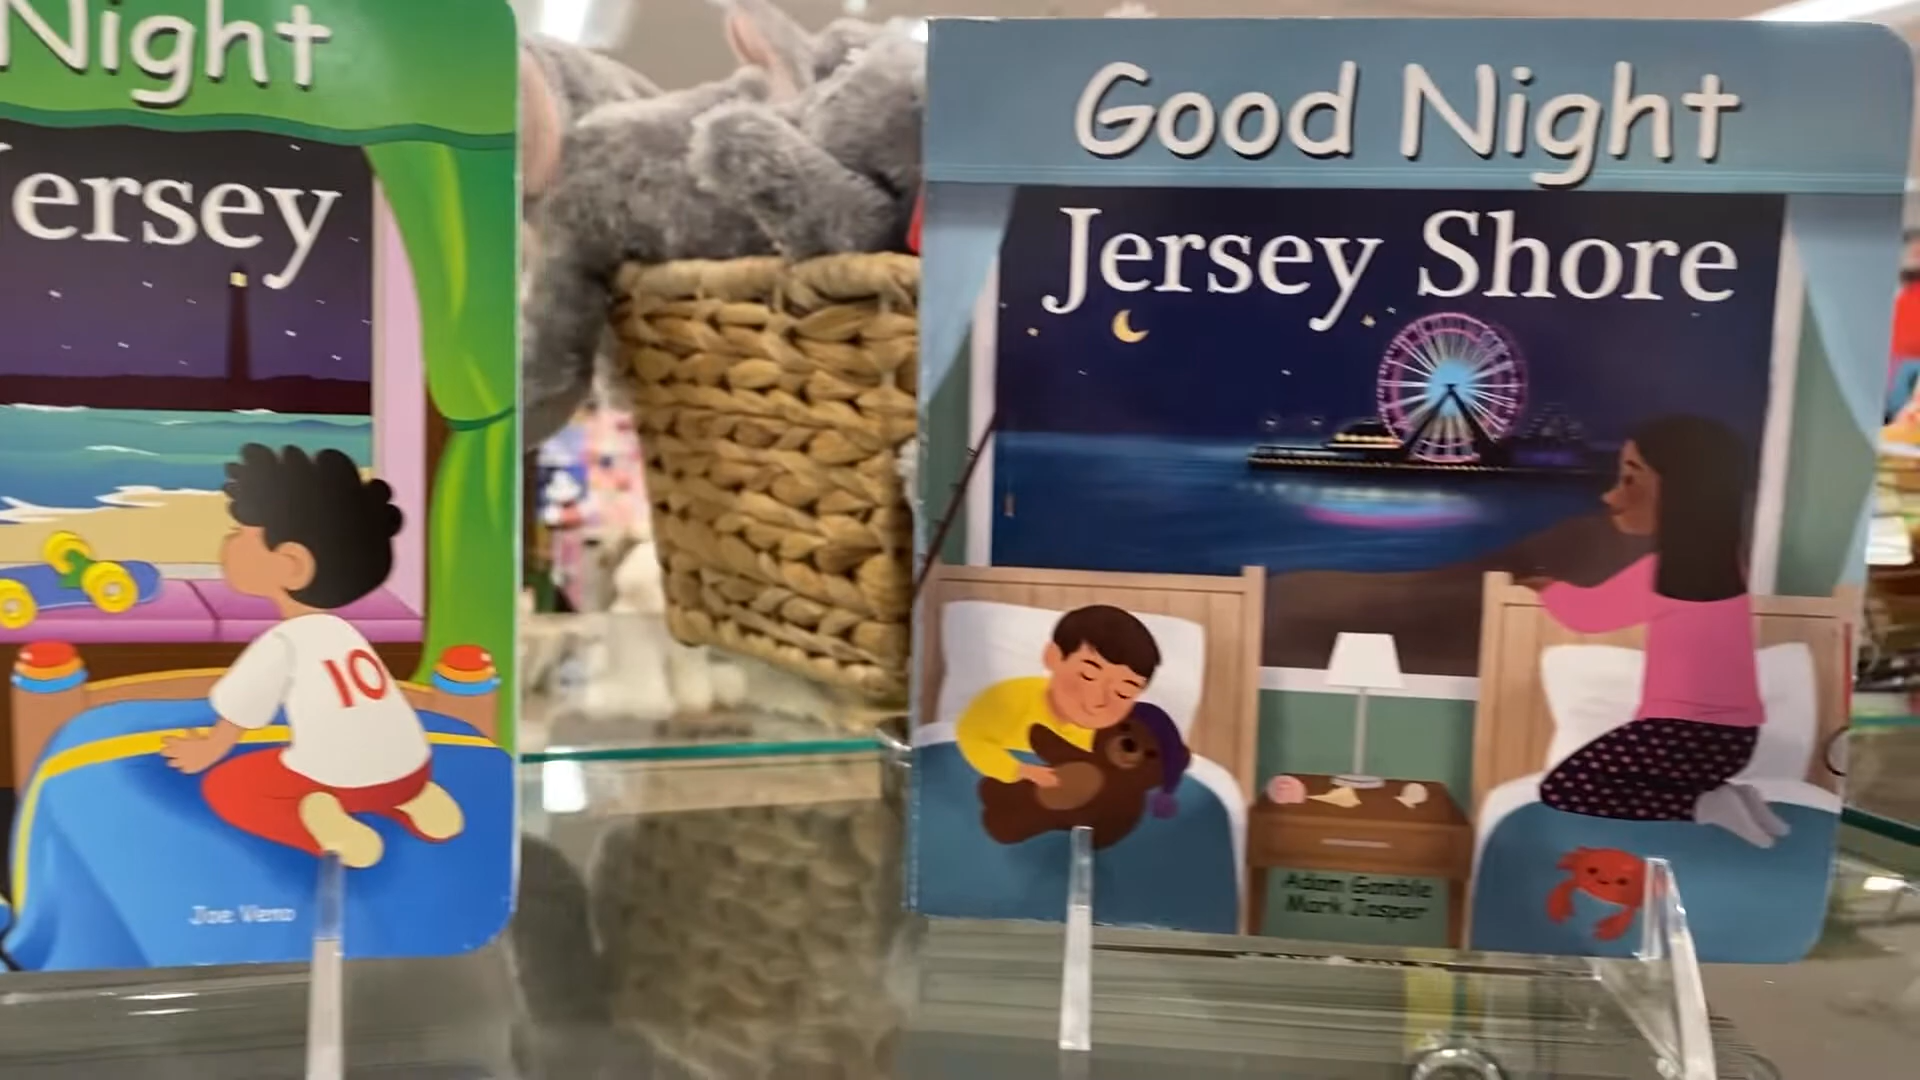 Night
ersey
10
Joe Veno
Good Night
Jersey Shore
Adam Gamble
Mark Jasper